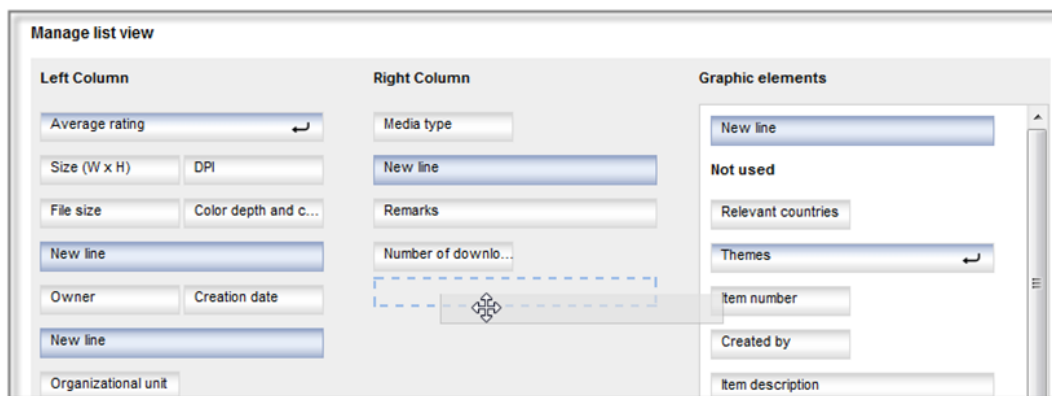 Manage list view
Left Column
Average rating
Size (W x H) DPI
File size Color depth and c...
New line
Owner Creation date
New line
Organizational unit
Right Column
Media type
New line
Remarks
Number of downlo...
Graphic elements
New line
Not used
Relevant countries
Themes
Item number
Created by
Item description